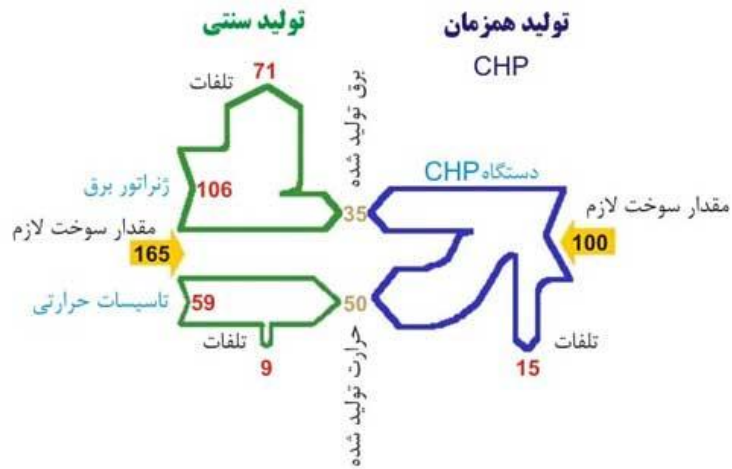 تولید همزمان
CHP
تولید سنتی
71
تلفات
برق تولید شده
دستگاه CHP
ژنراتور برق
106
35
مقدار سوخت لازم
100
مقدار سوخت لازم
165
تاسیسات حرارتی
59
50
تلفات
9
تلفات
15
حرارت تولید شده